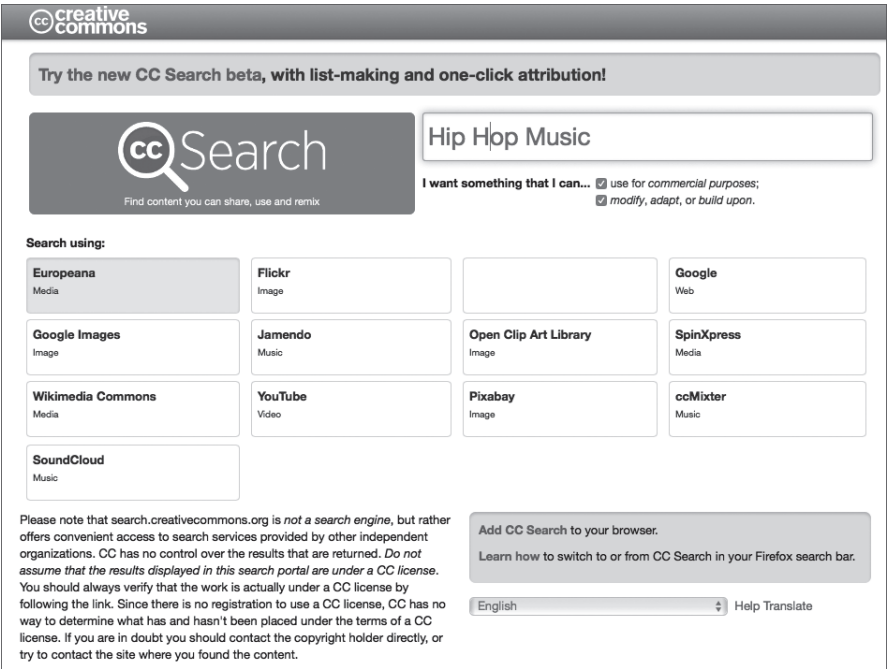 cc creative
commons
Try the new CC Search beta, with list-making and one-click attribution!
cc Search
Find content you can share, use and remix
Hip Hop Music
I want something that I can... use for commercial purposes;
modify, adapt, or build upon.
Search using:
Europeana
Media
Flickr
Image
Google
Web
Google Images
Image
Jamendo
Music
Open Clip Art Library
Image
SpinXpress
Media
Wikimedia Commons
Media
YouTube
Video
Pixabay
Image
ccMixter
Music
SoundCloud
Music
Please note that search.creativecommons.org is not a search engine, but rather
offers convenient access to search services provided by other independent
organizations. CC has no control over the results that are returned. Do not
assume that the results displayed in this search portal are under a CC license.
You should always verify that the work is actually under a CC license by
following the link. Since there is no registration to use a CC license, CC has no
way to determine what has and hasn't been placed under the terms of a CC
license. If you are in doubt you should contact the copyright holder directly, or
try to contact the site where you found the content.
Add CC Search to your browser.
Learn how to switch to or from CC Search in your Firefox search bar.
English
Help Translate